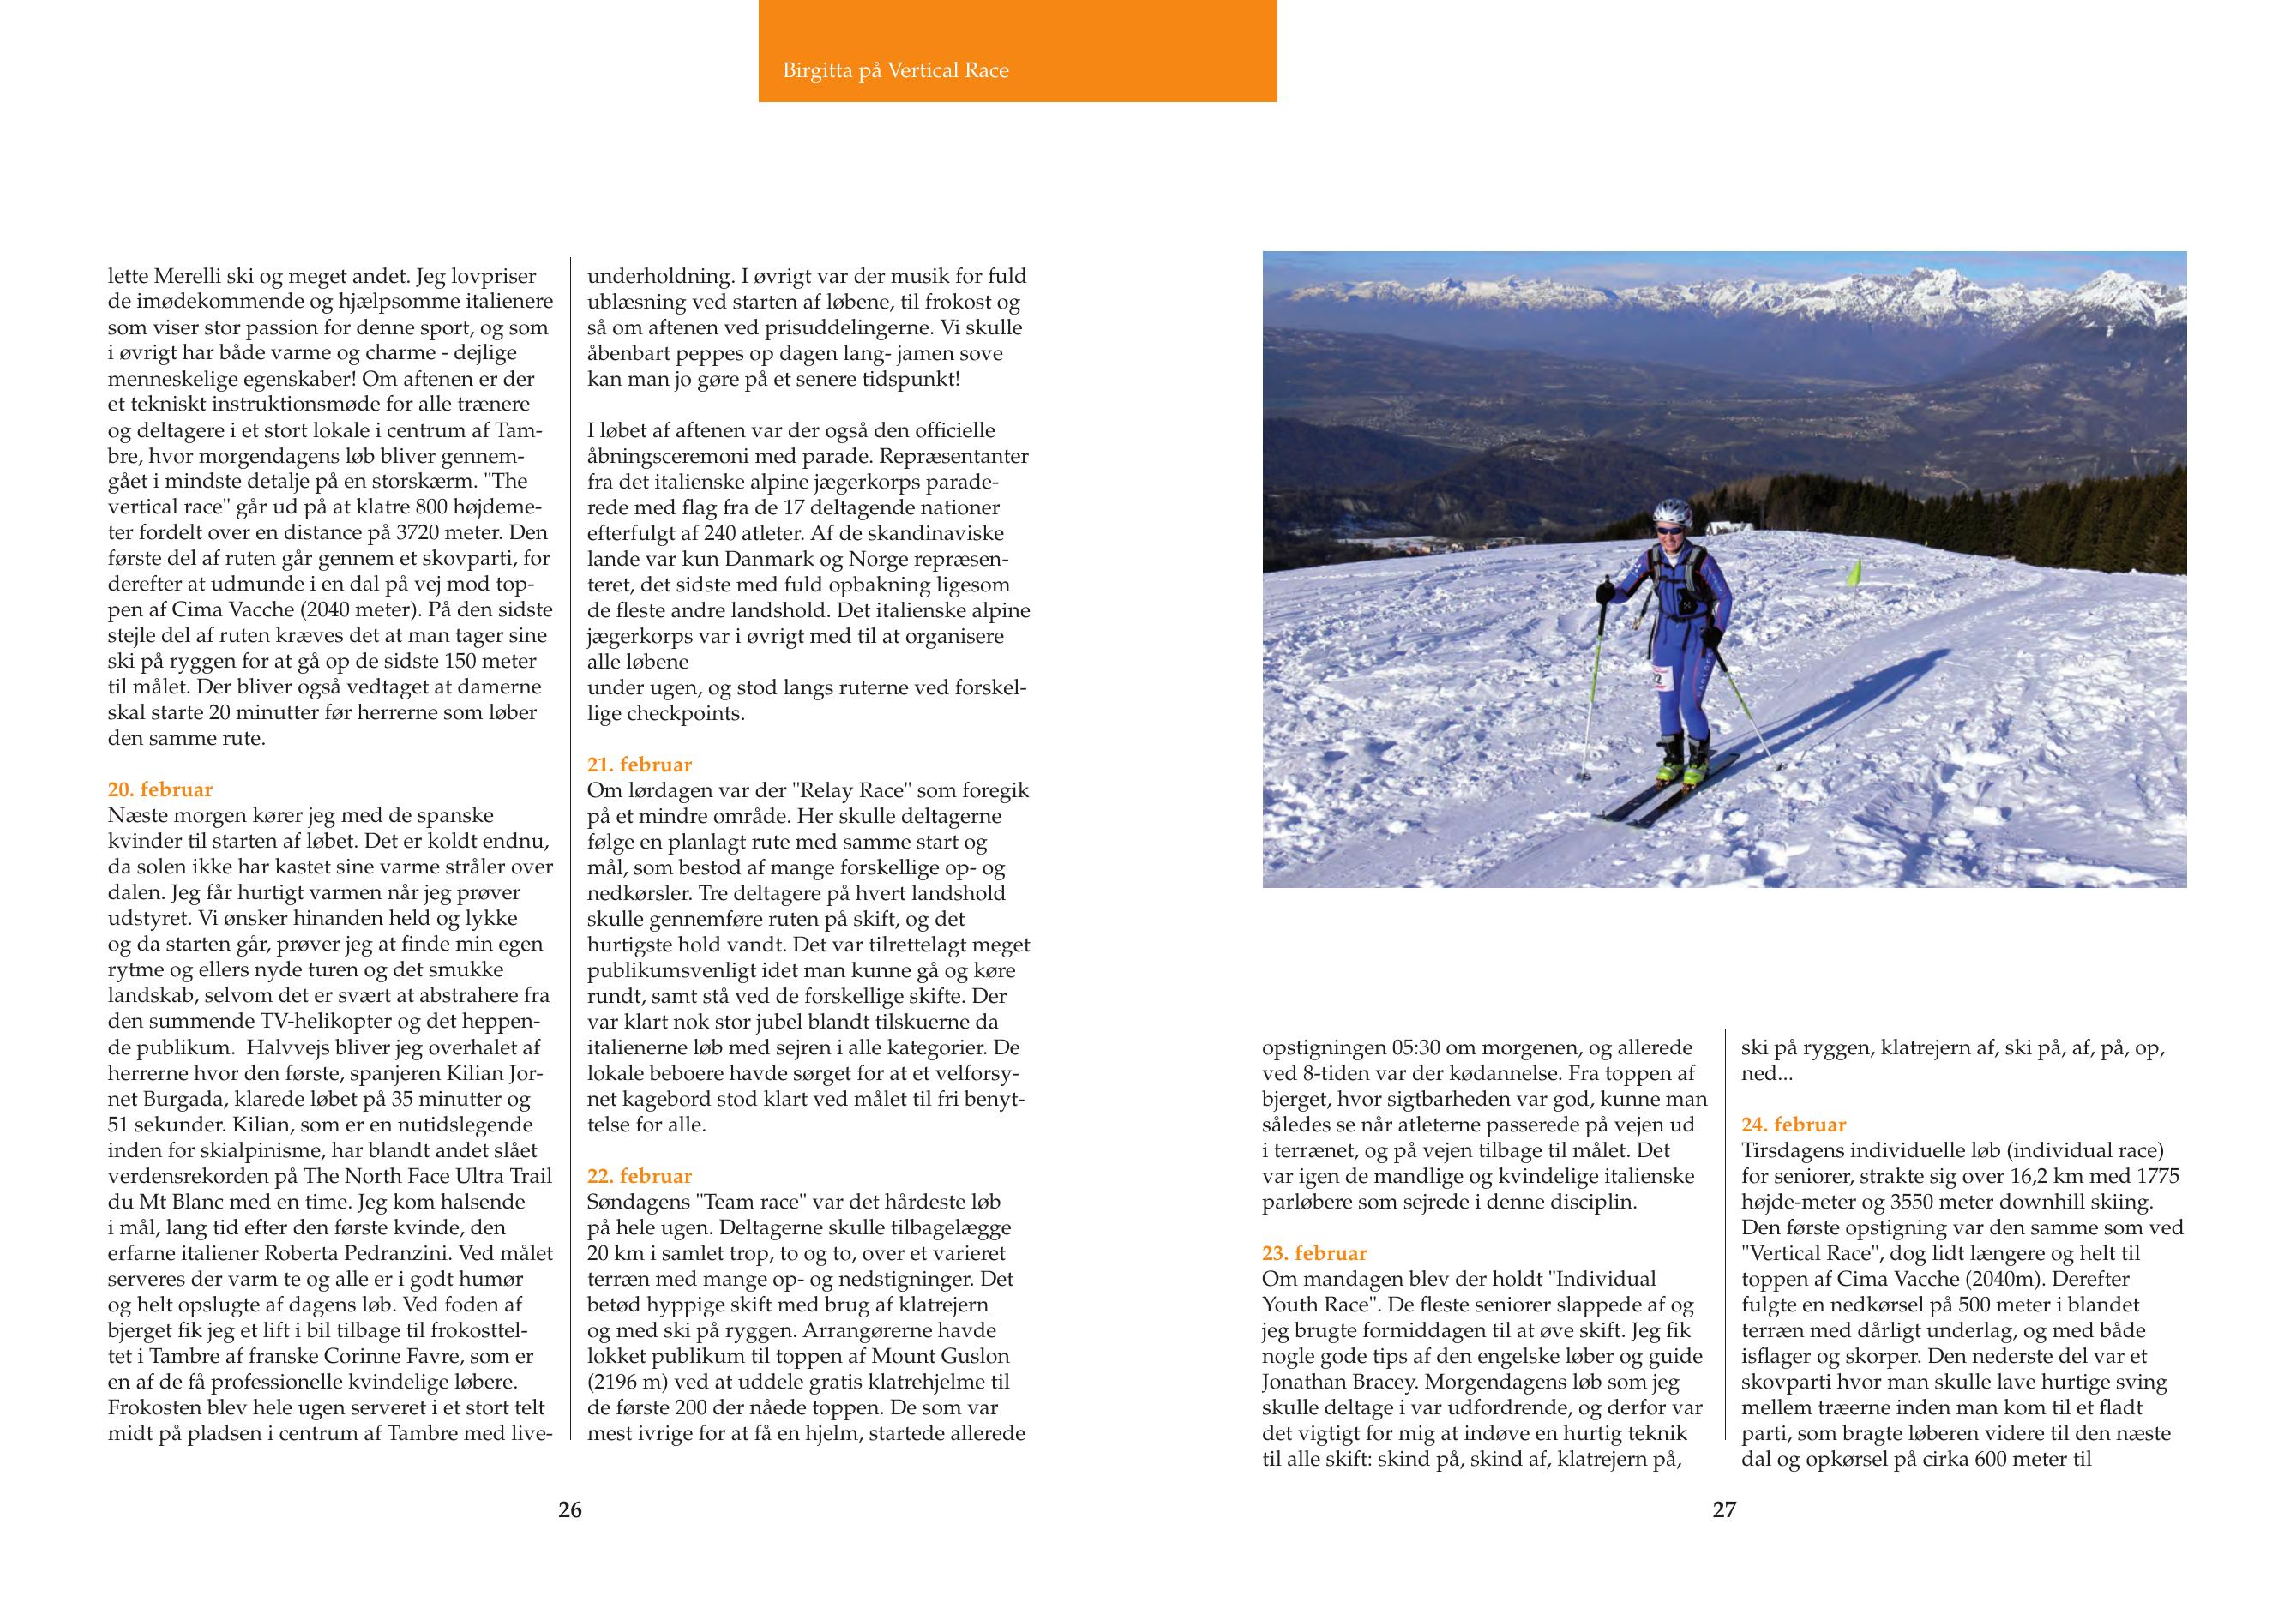 Birgitta på Vertical Race
lette Merelli ski og meget andet. Jeg lovpriser
de imødekommende og hjælpsomme italienere
som viser stor passion for denne sport, og som
i øvrigt har både varme og charme - dejlige
menneskelige egenskaber! Om aftenen er der
et tekniskt instruktionsmøde for alle trænere
og deltagere i et stort lokale i centrum af Tam-
bre, hvor morgendagens løb bliver gennem-
gået i mindste detalje på en storskærm. "The
vertical race" går ud på at klatre 800 højdeme-
ter fordelt over en distance på 3720 meter. Den
første del af ruten går gennem et skovparti, for
derefter at udmunde i en dal på vej mod top-
pen af Cima Vacche (2040 meter). På den sidste
stejle del af ruten kræves det at man tager sine
ski på ryggen for at gå op de sidste 150 meter
til målet. Der bliver også vedtaget at damerne
skal starte 20 minutter før herrerne som løber
den samme rute.
20. februar
Næste morgen kører jeg med de spanske
kvinder til starten af løbet. Det er koldt endnu,
da solen ikke har kastet sine varme stråler over
dalen. Jeg får hurtigt varmen når jeg prøver
udstyret. Vi ønsker hinanden held og lykke
og da starten går, prøver jeg at finde min egen
rytme og ellers nyde turen og det smukke
landskab, selvom det er svært at abstrahere fra
den summende TV-helikopter og det heppen-
de publikum.  Halvvejs bliver jeg overhalet af
herrerne hvor den første, spanjeren Kilian Jor-
net Burgada, klarede løbet på 35 minutter og
51 sekunder. Kilian, som er en nutidslegende
inden for skialpinisme, har blandt andet slået
verdensrekorden på The North Face Ultra Trail
du Mt Blanc med en time. Jeg kom halsende
i mål, lang tid efter den første kvinde, den
erfarne italiener Roberta Pedranzini. Ved målet
serveres der varm te og alle er i godt humør
og helt opslugte af dagens løb. Ved foden af
bjerget fik jeg et lift i bil tilbage til frokosttel-
tet i Tambre af franske Corinne Favre, som er
en af de få professionelle kvindelige løbere.
Frokosten blev hele ugen serveret i et stort telt
midt på pladsen i centrum af Tambre med live-
underholdning. I øvrigt var der musik for fuld
ublæsning ved starten af løbene, til frokost og
så om aftenen ved prisuddelingerne. Vi skulle
åbenbart peppes op dagen lang- jamen sove
kan man jo gøre på et senere tidspunkt!
I løbet af aftenen var der også den officielle
åbningsceremoni med parade. Repræsentanter
fra det italienske alpine jægerkorps parade-
rede med flag fra de 17 deltagende nationer
efterfulgt af 240 atleter. Af de skandinaviske
lande var kun Danmark og Norge repræsen-
teret, det sidste med fuld opbakning ligesom
de fleste andre landshold. Det italienske alpine
jægerkorps var i øvrigt med til at organisere
alle løbene
under ugen, og stod langs ruterne ved forskel-
lige checkpoints.
21. februar
Om lørdagen var der "Relay Race" som foregik
på et mindre område. Her skulle deltagerne
følge en planlagt rute med samme start og
mål, som bestod af mange forskellige op- og
nedkørsler. Tre deltagere på hvert landshold
skulle gennemføre ruten på skift, og det
hurtigste hold vandt. Det var tilrettelagt meget
publikumsvenligt idet man kunne gå og køre
rundt, samt stå ved de forskellige skifte. Der
var klart nok stor jubel blandt tilskuerne da
italienerne løb med sejren i alle kategorier. De
lokale beboere havde sørget for at et velforsy-
net kagebord stod klart ved målet til fri benyt-
telse for alle.
22. februar
Søndagens "Team race" var det hårdeste løb
på hele ugen. Deltagerne skulle tilbagelægge
20 km i samlet trop, to og to, over et varieret
terræn med mange op- og nedstigninger. Det
betød hyppige skift med brug af klatrejern
og med ski på ryggen. Arrangørerne havde
lokket publikum til toppen af Mount Guslon
(2196 m) ved at uddele gratis klatrehjelme til
de første 200 der nåede toppen. De som var
mest ivrige for at få en hjelm, startede allerede
26
opstigningen 05:30 om morgenen, og allerede
ved 8-tiden var der kødannelse. Fra toppen af
bjerget, hvor sigtbarheden var god, kunne man
således se når atleterne passerede på vejen ud
i terrænet, og på vejen tilbage til målet. Det
var igen de mandlige og kvindelige italienske
parløbere som sejrede i denne disciplin.
23. februar
Om mandagen blev der holdt "Individual
Youth Race". De fleste seniorer slappede af og
jeg brugte formiddagen til at øve skift. Jeg fik
nogle gode tips af den engelske løber og guide
Jonathan Bracey. Morgendagens løb som jeg
skulle deltage i var udfordrende, og derfor var
det vigtigt for mig at indøve en hurtig teknik
til alle skift: skind på, skind af, klatrejern på,
ski på ryggen, klatrejern af, ski på, af, på, op,
ned...
24. februar
Tirsdagens individuelle løb (individual race)
for seniorer, strakte sig over 16,2 km med 1775
højde-meter og 3550 meter downhill skiing.
Den første opstigning var den samme som ved
"Vertical Race", dog lidt længere og helt til
toppen af Cima Vacche (2040m). Derefter
fulgte en nedkørsel på 500 meter i blandet
terræn med dårligt underlag, og med både
isflager og skorper. Den nederste del var et
skovparti hvor man skulle lave hurtige sving
mellem træerne inden man kom til et fladt
parti, som bragte løberen videre til den næste
dal og opkørsel på cirka 600 meter til
27